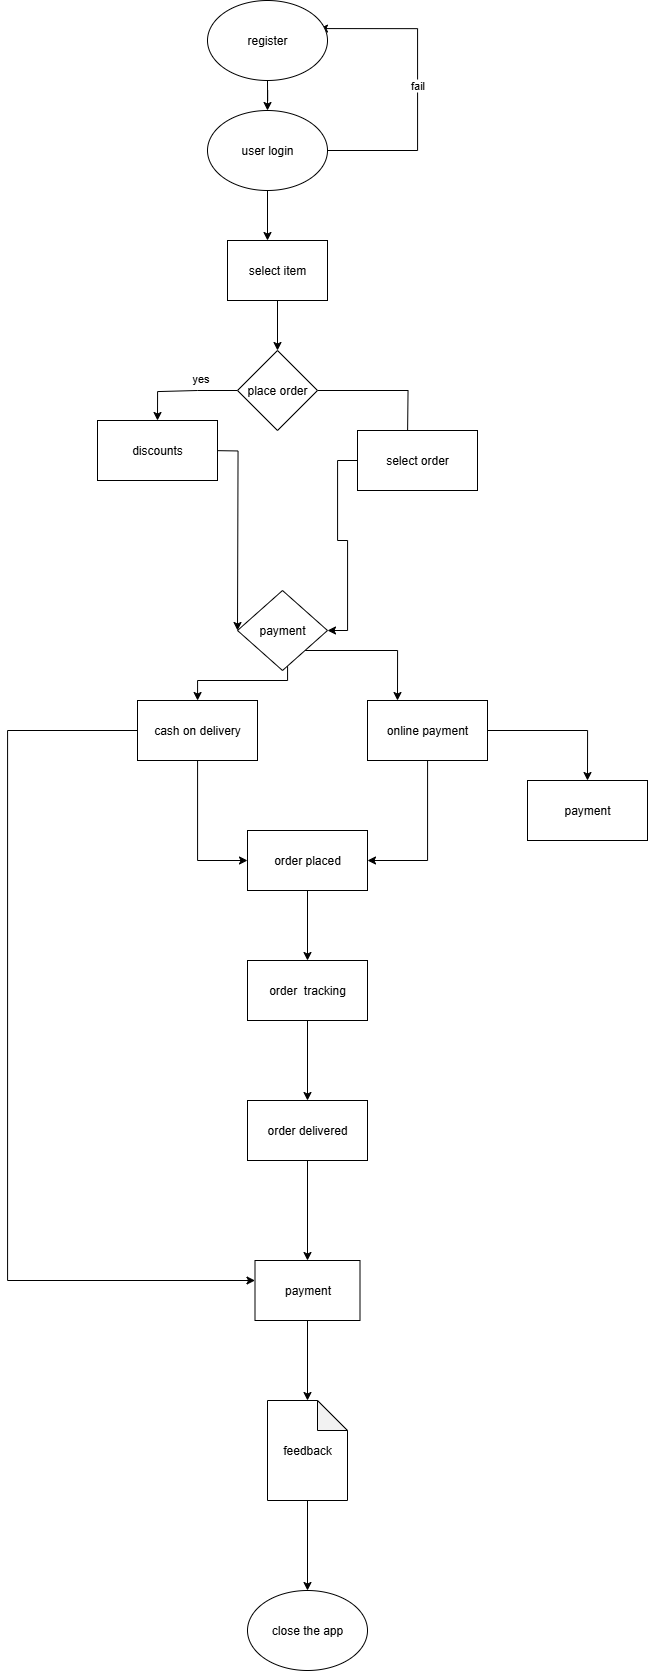 register
fail
user login
select item
yes
place order
discounts
select order
payment
cash on delivery
online payment
payment
order placed
order  tracking
order delivered
payment
feedback
close the app